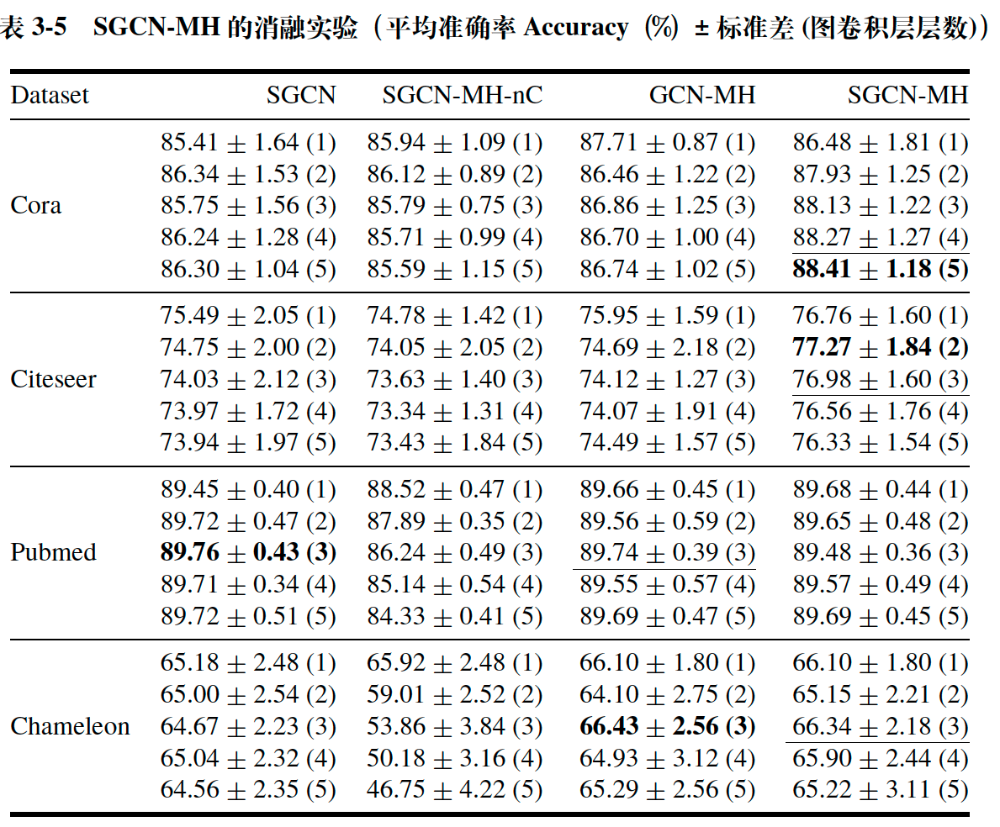 表 3-5 SGCN-MH 的消融实验（平均准确率 Accuracy（%）± 标准差 (图卷积层层数)）
Dataset SGCN SGCN-MH-nC GCN-MH SGCN-MH
85.41 ± 1.64 (1) 85.94 ± 1.09 (1) 87.71 ± 0.87 (1) 86.48 ± 1.81 (1)
86.34 ± 1.53 (2) 86.12 ± 0.89 (2) 86.46 ± 1.22 (2) 87.93 ± 1.25 (2)
Cora 85.75 ± 1.56 (3) 85.79 ± 0.75 (3) 86.86 ± 1.25 (3) 88.13 ± 1.22 (3)
86.24 ± 1.28 (4) 85.71 ± 0.99 (4) 86.70 ± 1.00 (4) 88.27 ± 1.27 (4)
86.30 ± 1.04 (5) 85.59 ± 1.15 (5) 86.74 ± 1.02 (5) 88.41 ± 1.18 (5)
75.49 ± 2.05 (1) 74.78 ± 1.42 (1) 75.95 ± 1.59 (1) 76.76 ± 1.60 (1)
74.75 ± 2.00 (2) 74.05 ± 2.05 (2) 74.69 ± 2.18 (2) 77.27 ± 1.84 (2)
Citeseer 74.03 ± 2.12 (3) 73.63 ± 1.40 (3) 74.12 ± 1.27 (3) 76.98 ± 1.60 (3)
73.97 ± 1.72 (4) 73.34 ± 1.31 (4) 74.07 ± 1.91 (4) 76.56 ± 1.76 (4)
73.94 ± 1.97 (5) 73.43 ± 1.84 (5) 74.49 ± 1.57 (5) 76.33 ± 1.54 (5)
89.45 ± 0.40 (1) 88.52 ± 0.47 (1) 89.66 ± 0.45 (1) 89.68 ± 0.44 (1)
89.72 ± 0.47 (2) 87.89 ± 0.35 (2) 89.56 ± 0.59 (2) 89.65 ± 0.48 (2)
Pubmed 89.76 ± 0.43 (3) 86.24 ± 0.49 (3) 89.74 ± 0.39 (3) 89.48 ± 0.36 (3)
89.71 ± 0.34 (4) 85.14 ± 0.54 (4) 89.55 ± 0.57 (4) 89.57 ± 0.49 (4)
89.72 ± 0.51 (5) 84.33 ± 0.41 (5) 89.69 ± 0.47 (5) 89.69 ± 0.45 (5)
65.18 ± 2.48 (1) 65.92 ± 2.48 (1) 66.10 ± 1.80 (1) 66.10 ± 1.80 (1)
65.00 ± 2.54 (2) 59.01 ± 2.52 (2) 64.10 ± 2.75 (2) 65.15 ± 2.21 (2)
Chameleon 64.67 ± 2.23 (3) 53.86 ± 3.84 (3) 66.43 ± 2.56 (3) 66.34 ± 2.18 (3)
65.04 ± 2.32 (4) 50.18 ± 3.16 (4) 64.93 ± 3.12 (4) 65.90 ± 2.44 (4)
64.56 ± 2.35 (5) 46.75 ± 4.22 (5) 65.29 ± 2.56 (5) 65.22 ± 3.11 (5)